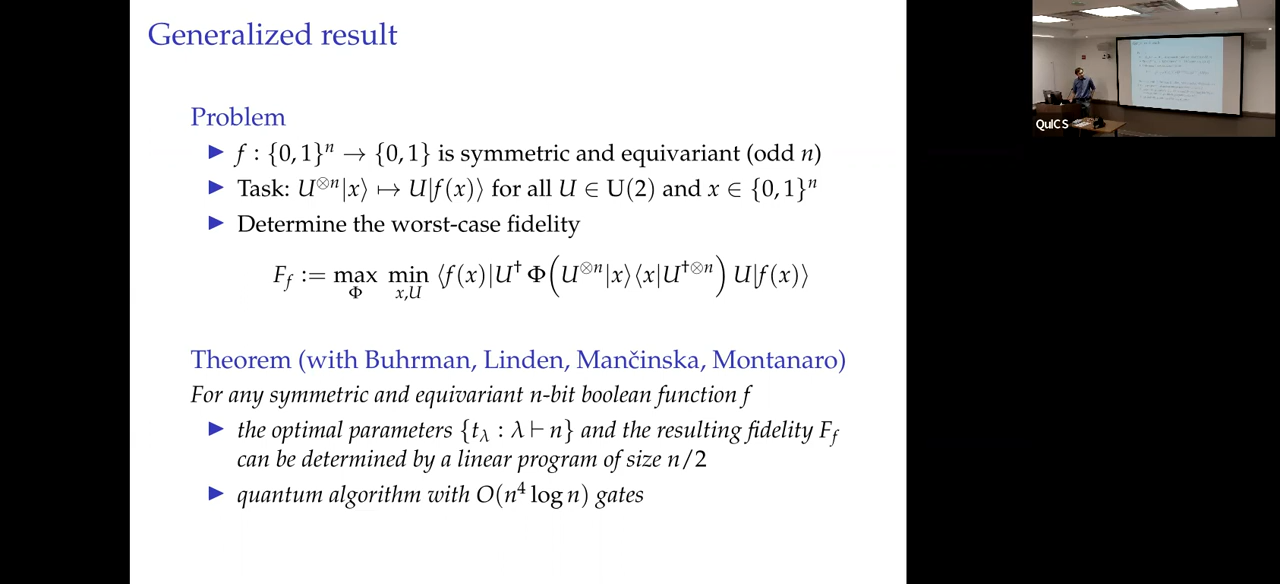 Generalized result
Problem
▶ f : {0, 1}ⁿ → {0, 1} is symmetric and equivariant (odd n)
▶ Task: U^{⊗n}|x⟩ ↦ U|f(x)⟩ for all U ∈ U(2) and x ∈ {0, 1}ⁿ
▶ Determine the worst-case fidelity
F_f := max_Φ min_{x,U} ⟨f(x)|U† Φ(U^{⊗n}|x⟩⟨x|U^{†⊗n}) U|f(x)⟩
Theorem (with Buhrman, Linden, Mančinska, Montanaro)
For any symmetric and equivariant n-bit boolean function f
▶ the optimal parameters {t_λ : λ ⊢ n} and the resulting fidelity F_f
can be determined by a linear program of size n/2
▶ quantum algorithm with O(n⁴ log n) gates
QuICS